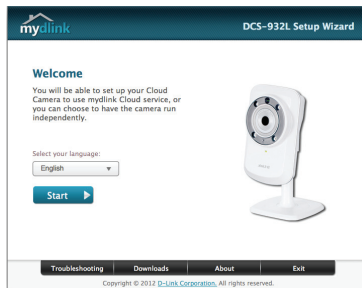 mydlink
DCS-932L Setup Wizard
Welcome
You will be able to set up your Cloud
Camera to use mydlink Cloud service, or
you can choose to have the camera run
independently.
Select your language:
English
Start
Troubleshooting Downloads About Exit
Copyright © 2012 D-Link Corporation. All rights reserved.